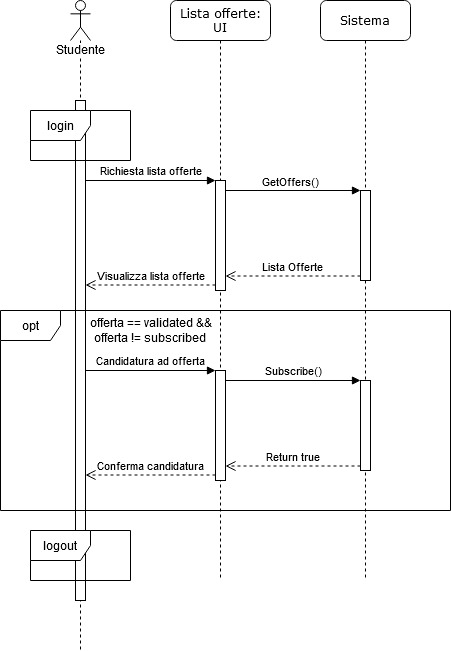 Studente
Lista offerte:
UI
Sistema
login
Richiesta lista offerte
GetOffers()
Lista Offerte
Visualizza lista offerte
opt
offerta == validated &&
offerta != subscribed
Candidatura ad offerta
Subscribe()
Return true
Conferma candidatura
logout